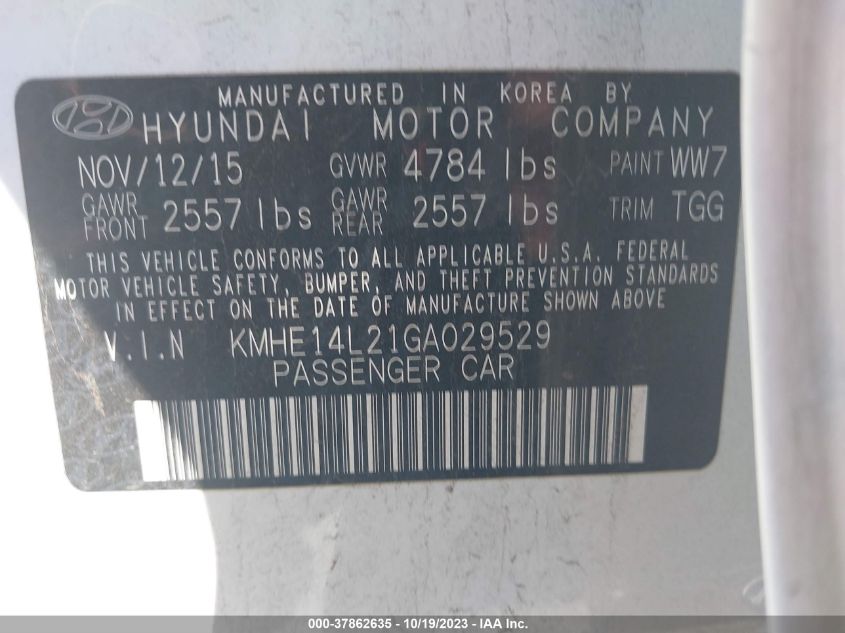 MANUFACTURED IN KOREA BY
HYUNDAI MOTOR COMPANY
NOV/12/15 GVWR 4784 lbs PAINT WW7
GAWR FRONT 2557 lbs GAWR REAR 2557 lbs TRIM TGG
THIS VEHICLE CONFORMS TO ALL APPLICABLE U.S.A. FEDERAL
MOTOR VEHICLE SAFETY, BUMPER, AND THEFT PREVENTION STANDARDS
IN EFFECT ON THE DATE OF MANUFACTURE SHOWN ABOVE
V.I.N KMHE14L21GA029529
PASSENGER CAR
000-37862635 - 10/19/2023 - IAA Inc.